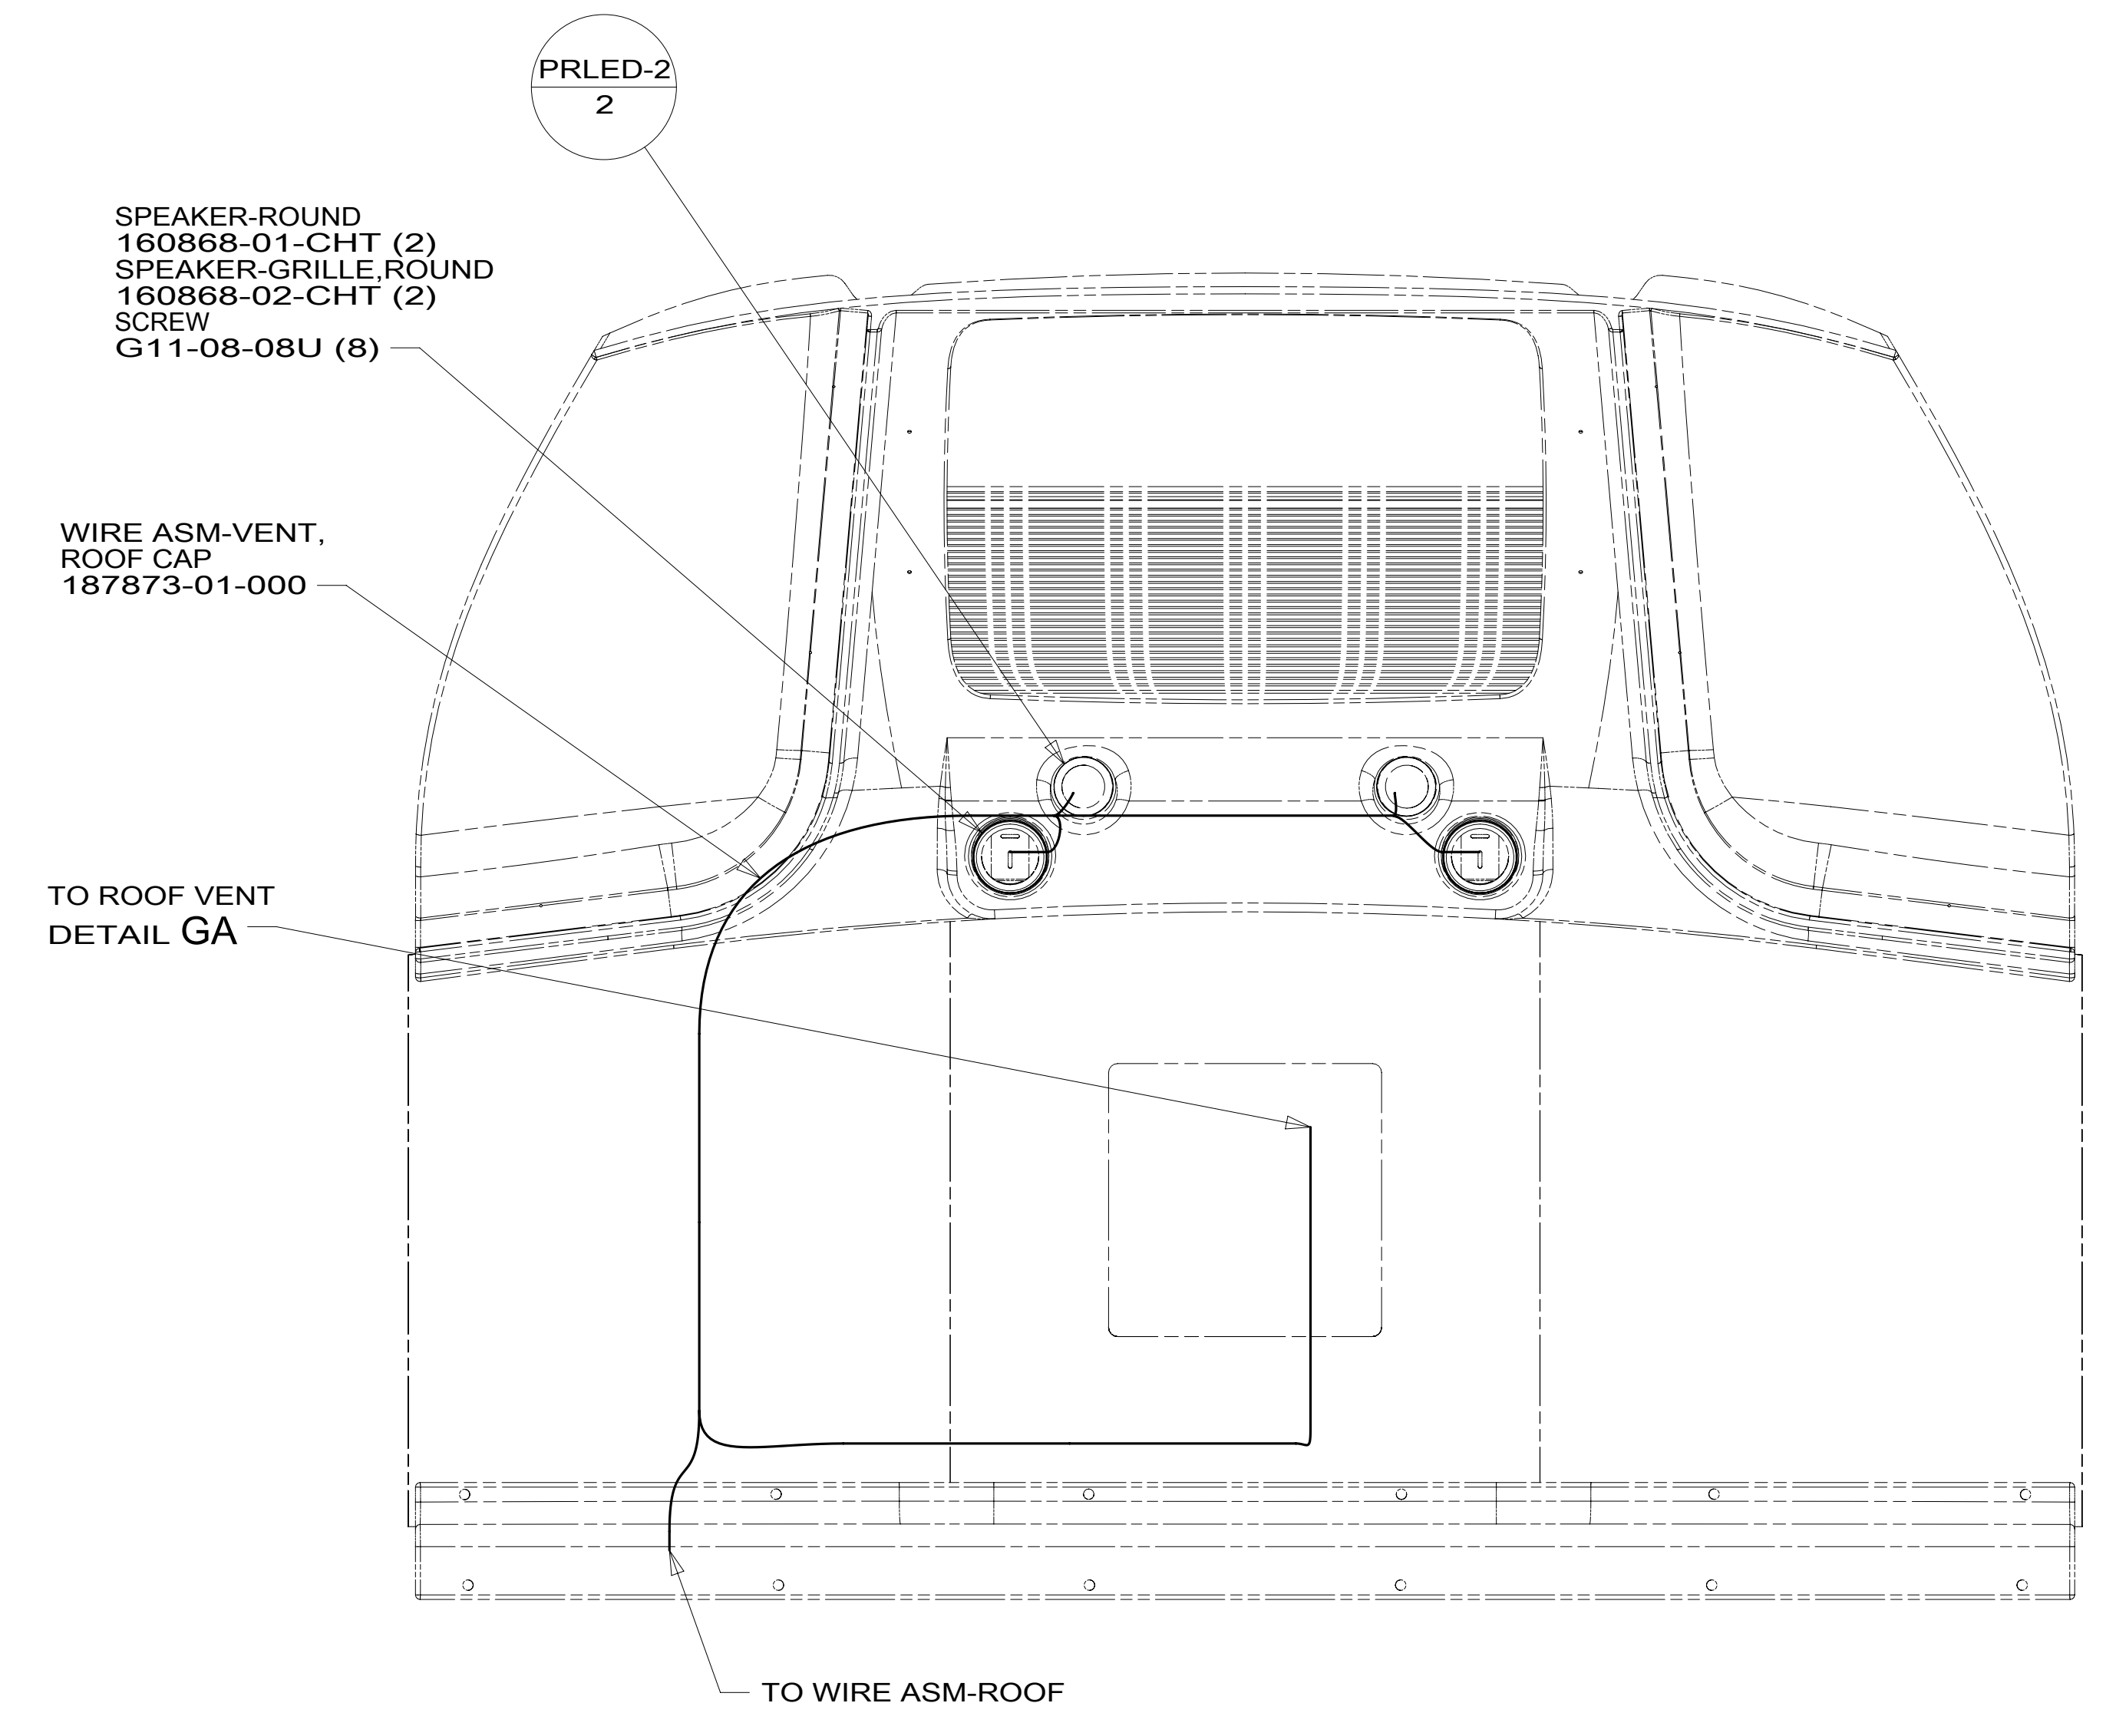 PRLED-2
2
SPEAKER-ROUND
160868-01-CHT (2)
SPEAKER-GRILLE,ROUND
160868-02-CHT (2)
SCREW
G11-08-08U (8)
WIRE ASM-VENT,
ROOF CAP
187873-01-000
TO ROOF VENT
DETAIL GA
TO WIRE ASM-ROOF